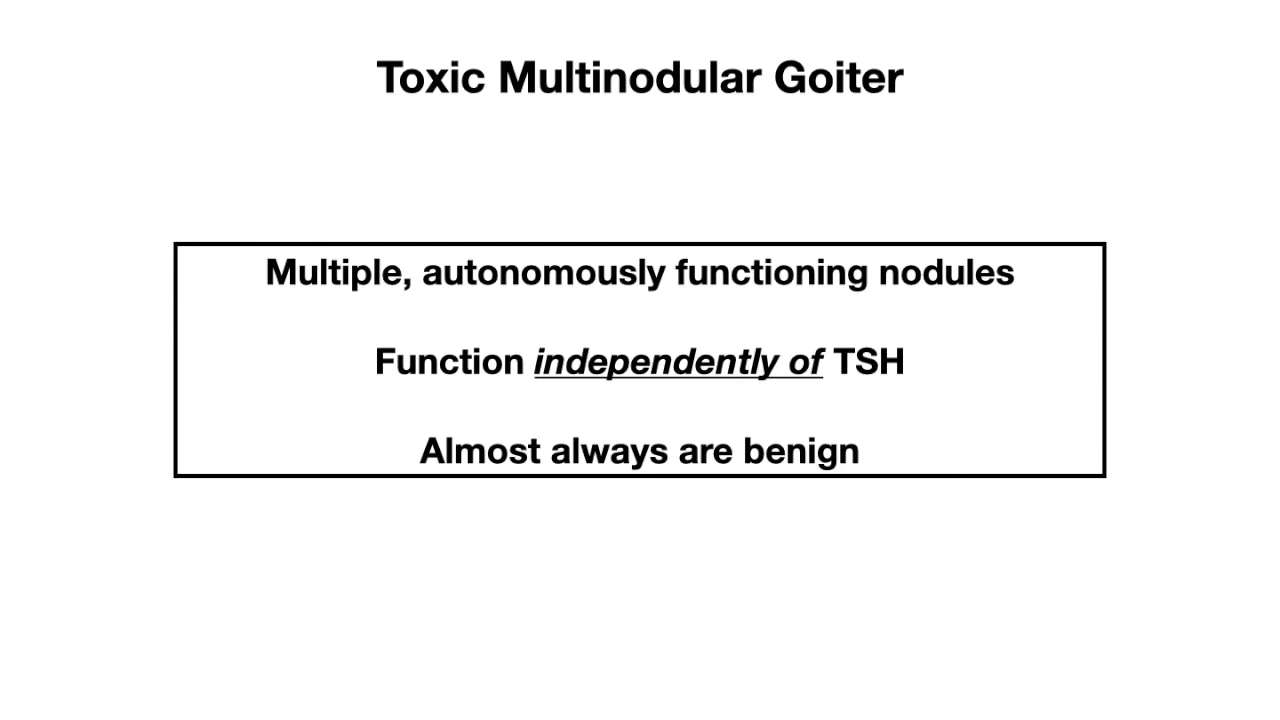 Toxic Multinodular Goiter
Multiple, autonomously functioning nodules
Function independently of TSH
Almost always are benign